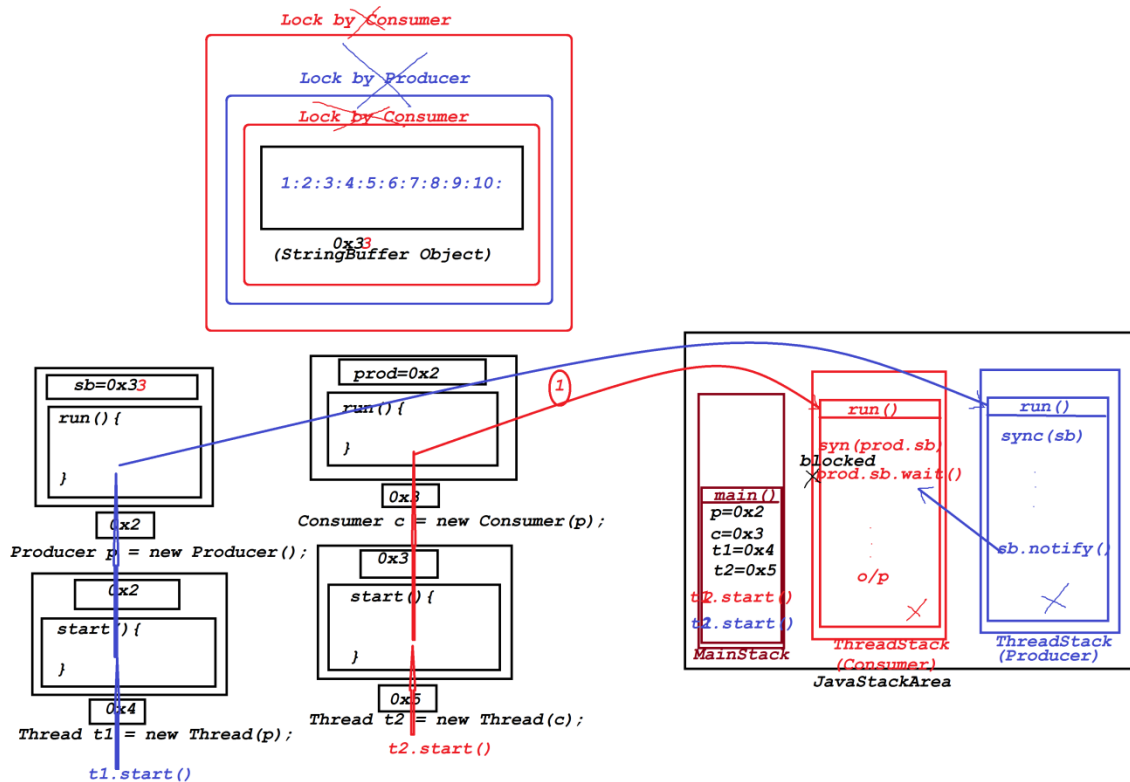 Lock by Consumer
Lock by Producer
Lock by Consumer
1:2:3:4:5:6:7:8:9:10:
0x33
(StringBuffer Object)
sb=0x33
run(){
}
0x2
Producer p = new Producer();
0x2
start(){
}
0x4
Thread t1 = new Thread(p);
t1.start()
prod=0x2
run(){
}
0x3
Consumer c = new Consumer(p);
0x3
start(){
}
0x5
Thread t2 = new Thread(c);
t2.start()
1
main()
p=0x2
c=0x3
t1=0x4
t2=0x5
.start()
.start()
MainStack
run()
syn(prod.sb)
blocked
prod.sb.wait()
o/p
ThreadStack
(Consumer)
run()
sync(sb)
sb.notify()
ThreadStack
(Producer)
JavaStackArea